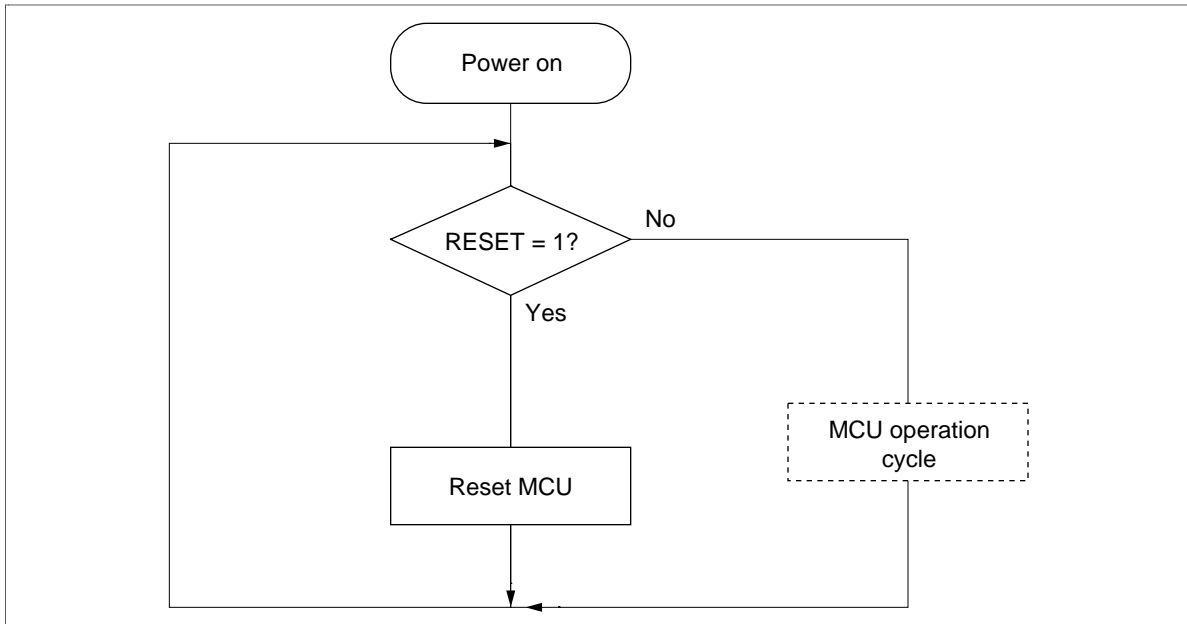 Power on
RESET = 1?
No
Yes
MCU operation
cycle
Reset MCU